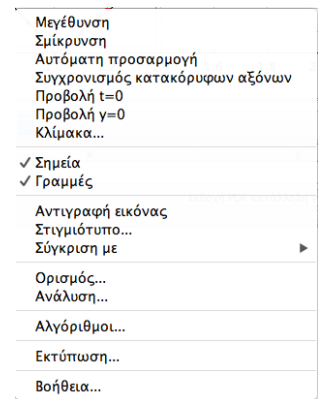 Μεγέθυνση
Σμίκρυνση
Αυτόματη προσαρμογή
Συγχρονισμός κατακόρυφων αξόνων
Προβολή t=0
Προβολή y=0
Κλίμακα...
✓ Σημεία
✓ Γραμμές
Αντιγραφή εικόνας
Στιγμιότυπο...
Σύγκριση με ▶
Ορισμός...
Ανάλυση...
Αλγόριθμοι...
Εκτύπωση...
Βοήθεια...